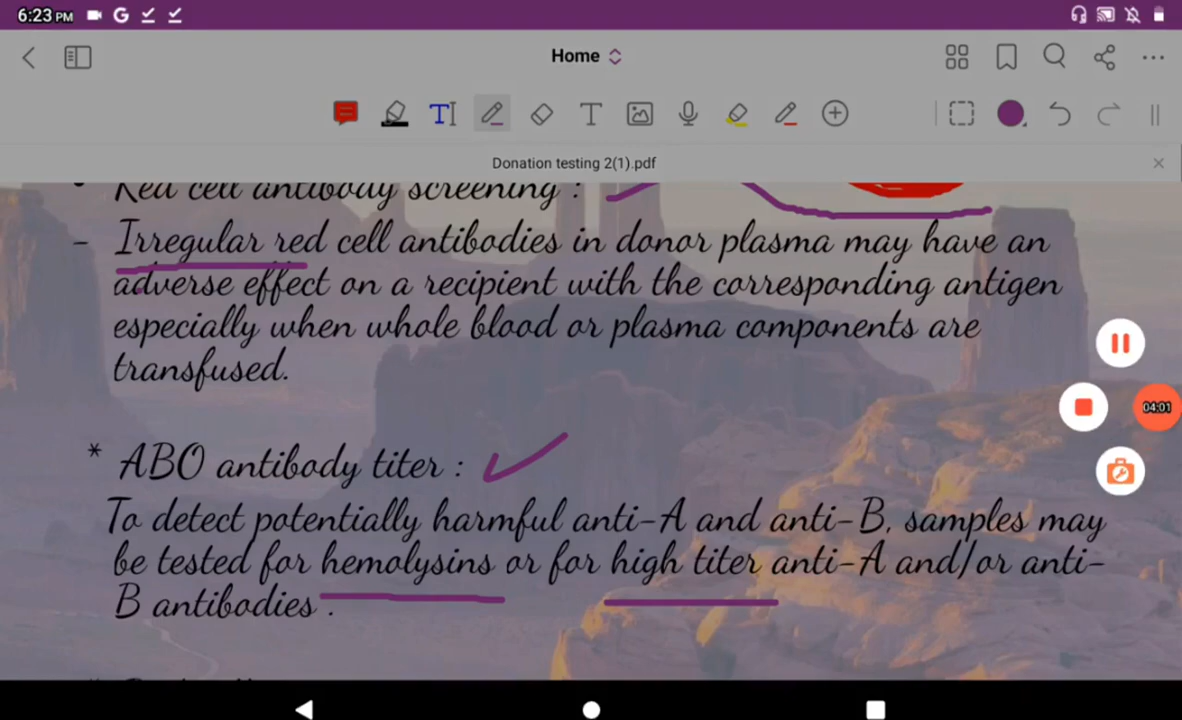 6:23 PM
Home
Donation testing 2(1).pdf
Red cell antibody screening :
- Irregular red cell antibodies in donor plasma may have an
adverse effect on a recipient with the corresponding antigen
especially when whole blood or plasma components are
transfused.
04:01
* ABO antibody titer :
To detect potentially harmful anti-A and anti-B, samples may
be tested for hemolysins or for high titer anti-A and/or anti-
B antibodies .